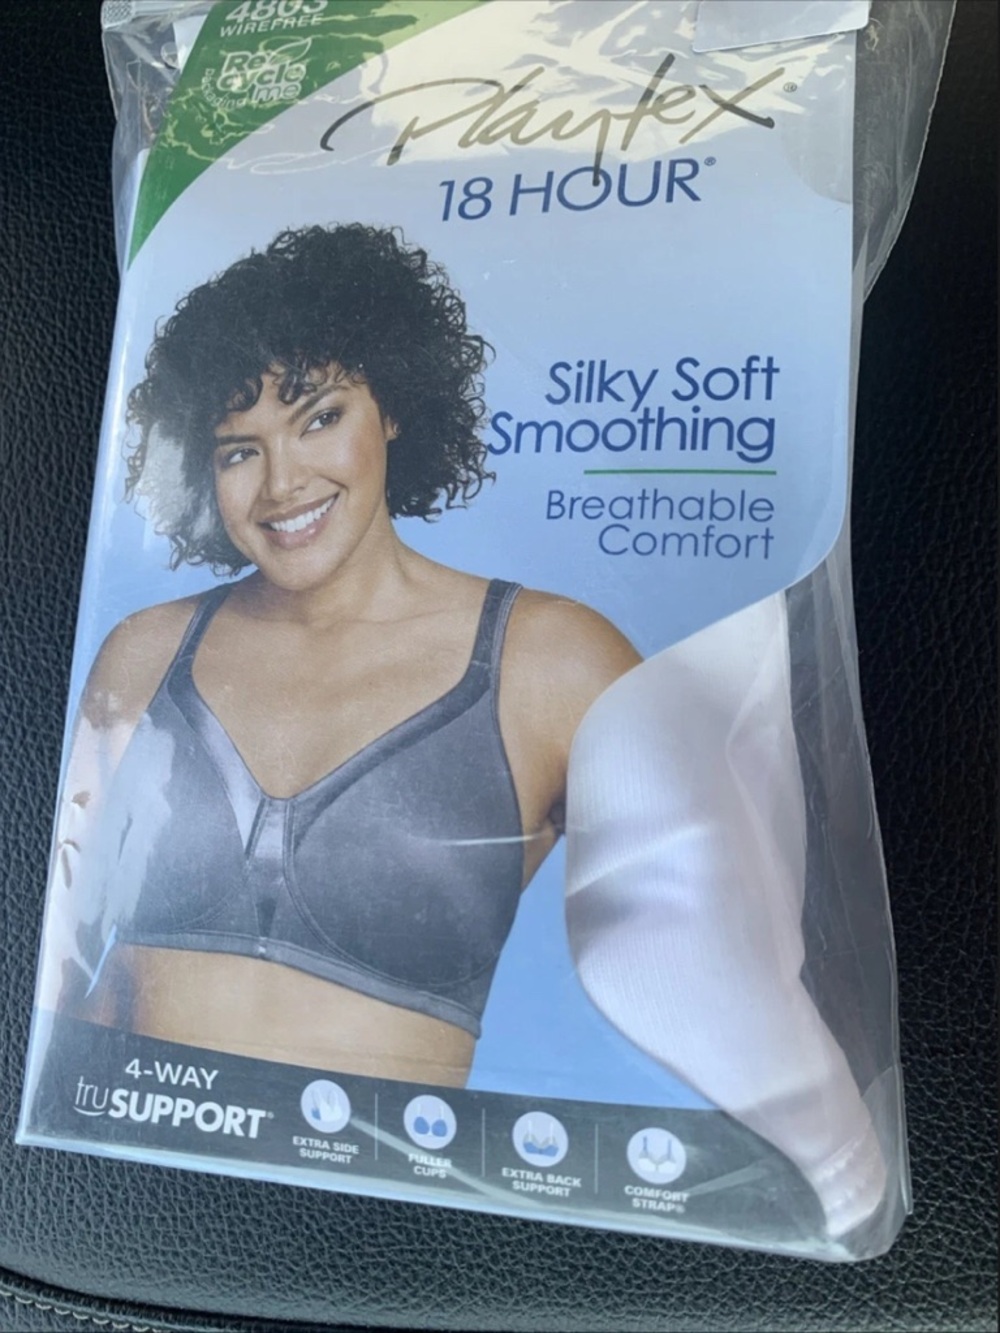 4803
WIREFREE
Re
cycle
me
packaging
Playtex®
18 HOUR®
Silky Soft
Smoothing
Breathable
Comfort
4-WAY
truSUPPORT®
EXTRA SIDE
SUPPORT
FULLER
CUPS
EXTRA BACK
SUPPORT
COMFORT
STRAP®